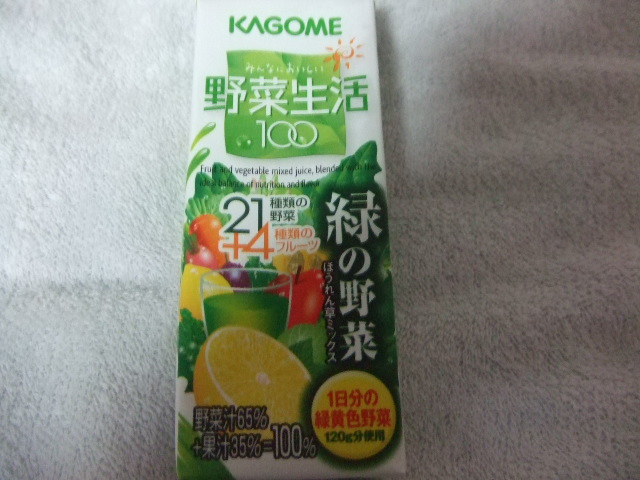 KAGOME
みんなにおいしい
野菜生活
100
Fruit and vegetable mixed juice, blended with the
ideal balance of nutrition and flavor
21種類の野菜
+4種類のフルーツ
緑の野菜
ほうれん草ミックス
1日分の
緑黄色野菜
120g分使用
野菜汁65%
+果汁35%=100%